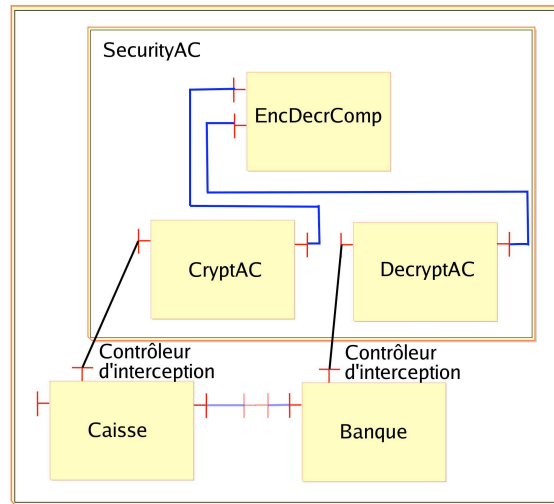 SecurityAC
EncDecrComp
CryptAC
DecryptAC
Contrôleur
d'interception
Contrôleur
d'interception
Caisse
Banque